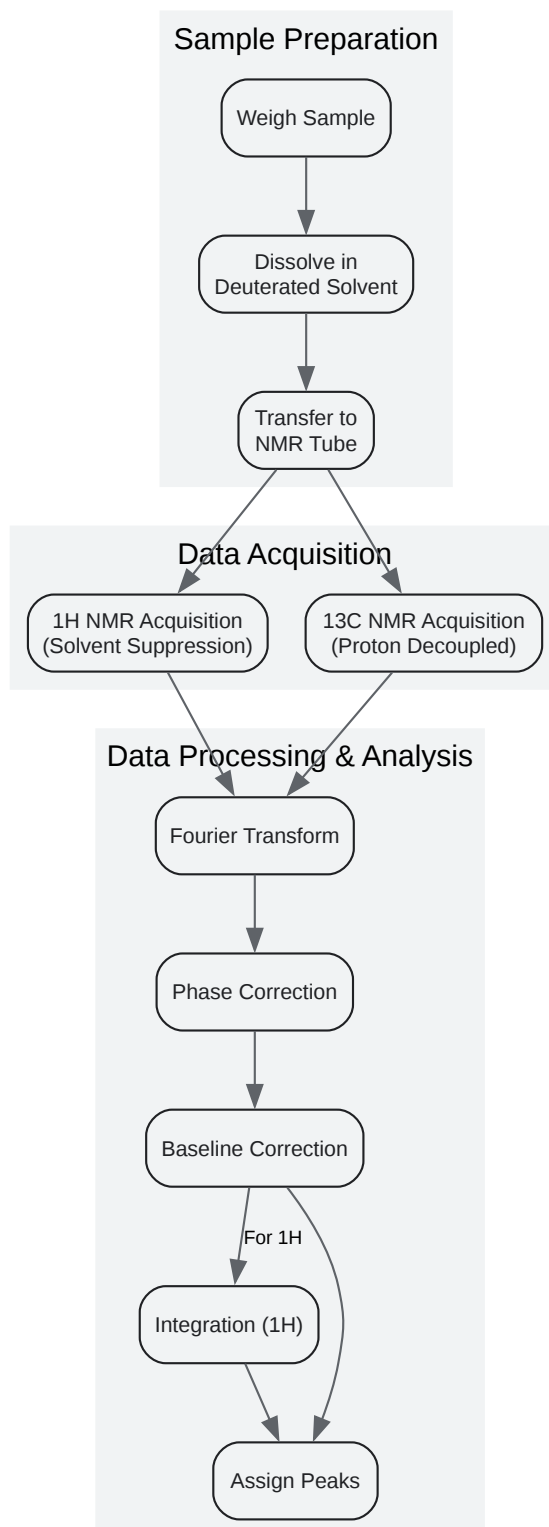 Sample Preparation
Weigh Sample
Dissolve in
Deuterated Solvent
Transfer to
NMR Tube
Data Acquisition
1H NMR Acquisition
(Solvent Suppression)
13C NMR Acquisition
(Proton Decoupled)
Data Processing & Analysis
Fourier Transform
Phase Correction
Baseline Correction
For 1H
Integration (1H)
Assign Peaks